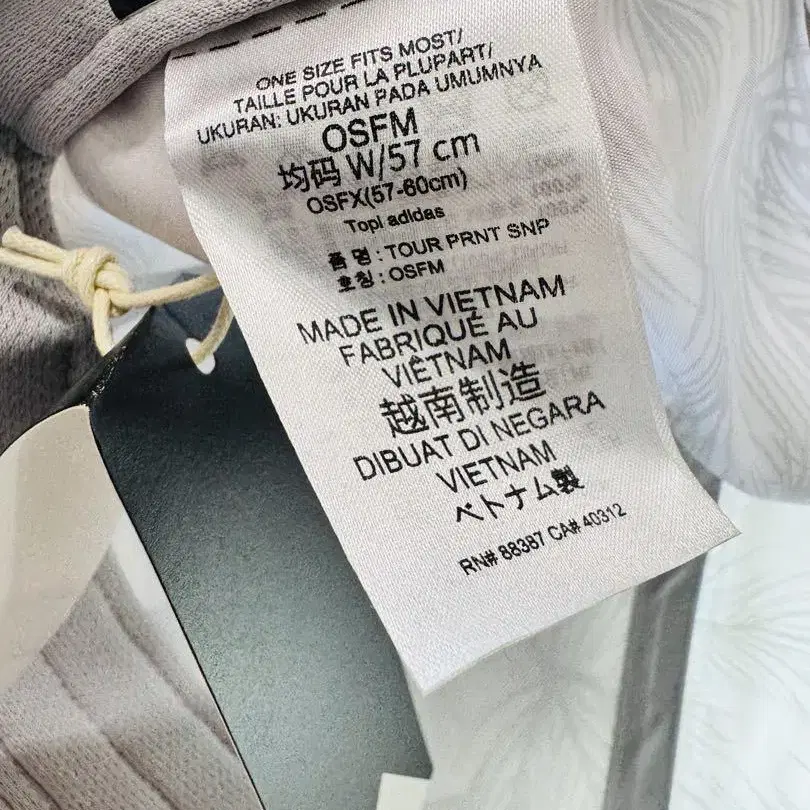 ONE SIZE FITS MOST/
TAILLE POUR LA PLUPART/
UKURAN: UKURAN PADA UMUMNYA
OSFM
均码 W/57 cm
OSFX(57-60cm)
Topi adidas
품 명 : TOUR PRNT SNP
호칭 : OSFM
MADE IN VIETNAM
FABRIQUÉ AU
VIÊTNAM
越南制造
DIBUAT DI NEGARA
VIETNAM
ベトナム製
RN# 88387 CA# 40312